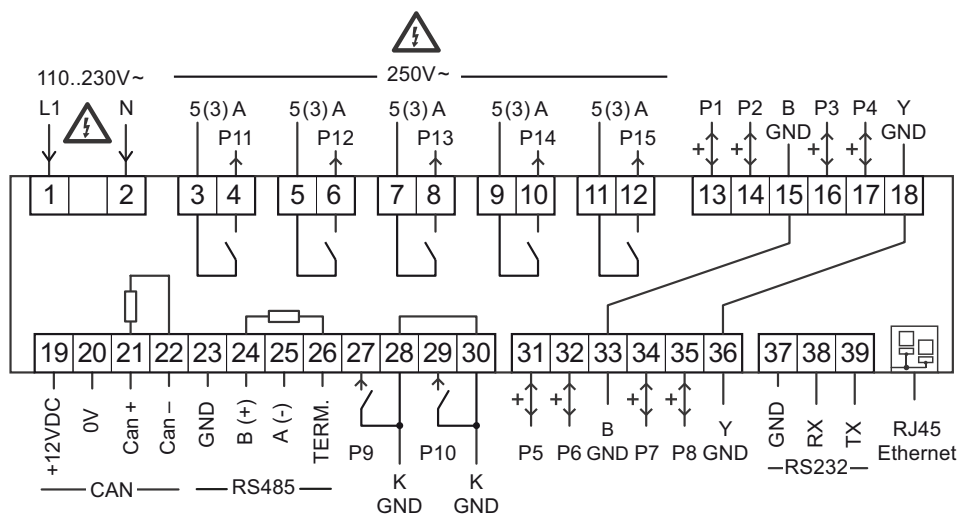 250V~
110..230V~
L1 N 5(3) A 5(3) A 5(3) A 5(3) A 5(3) A P1 P2 B P3 P4 Y
P11 P12 P13 P14 P15 GND GND
+ + + +
1 2 3 4 5 6 7 8 9 10 11 12 13 14 15 16 17 18
19 20 21 22 23 24 25 26 27 28 29 30 31 32 33 34 35 36 37 38 39
+ + + +
+12VDC
0V
Can +
Can –
GND
B (+)
A (-)
TERM.
P9 P10
P5 P6 B GND P7 P8 Y GND
GND
RX
TX
RJ45
Ethernet
CAN RS485 K GND K GND RS232